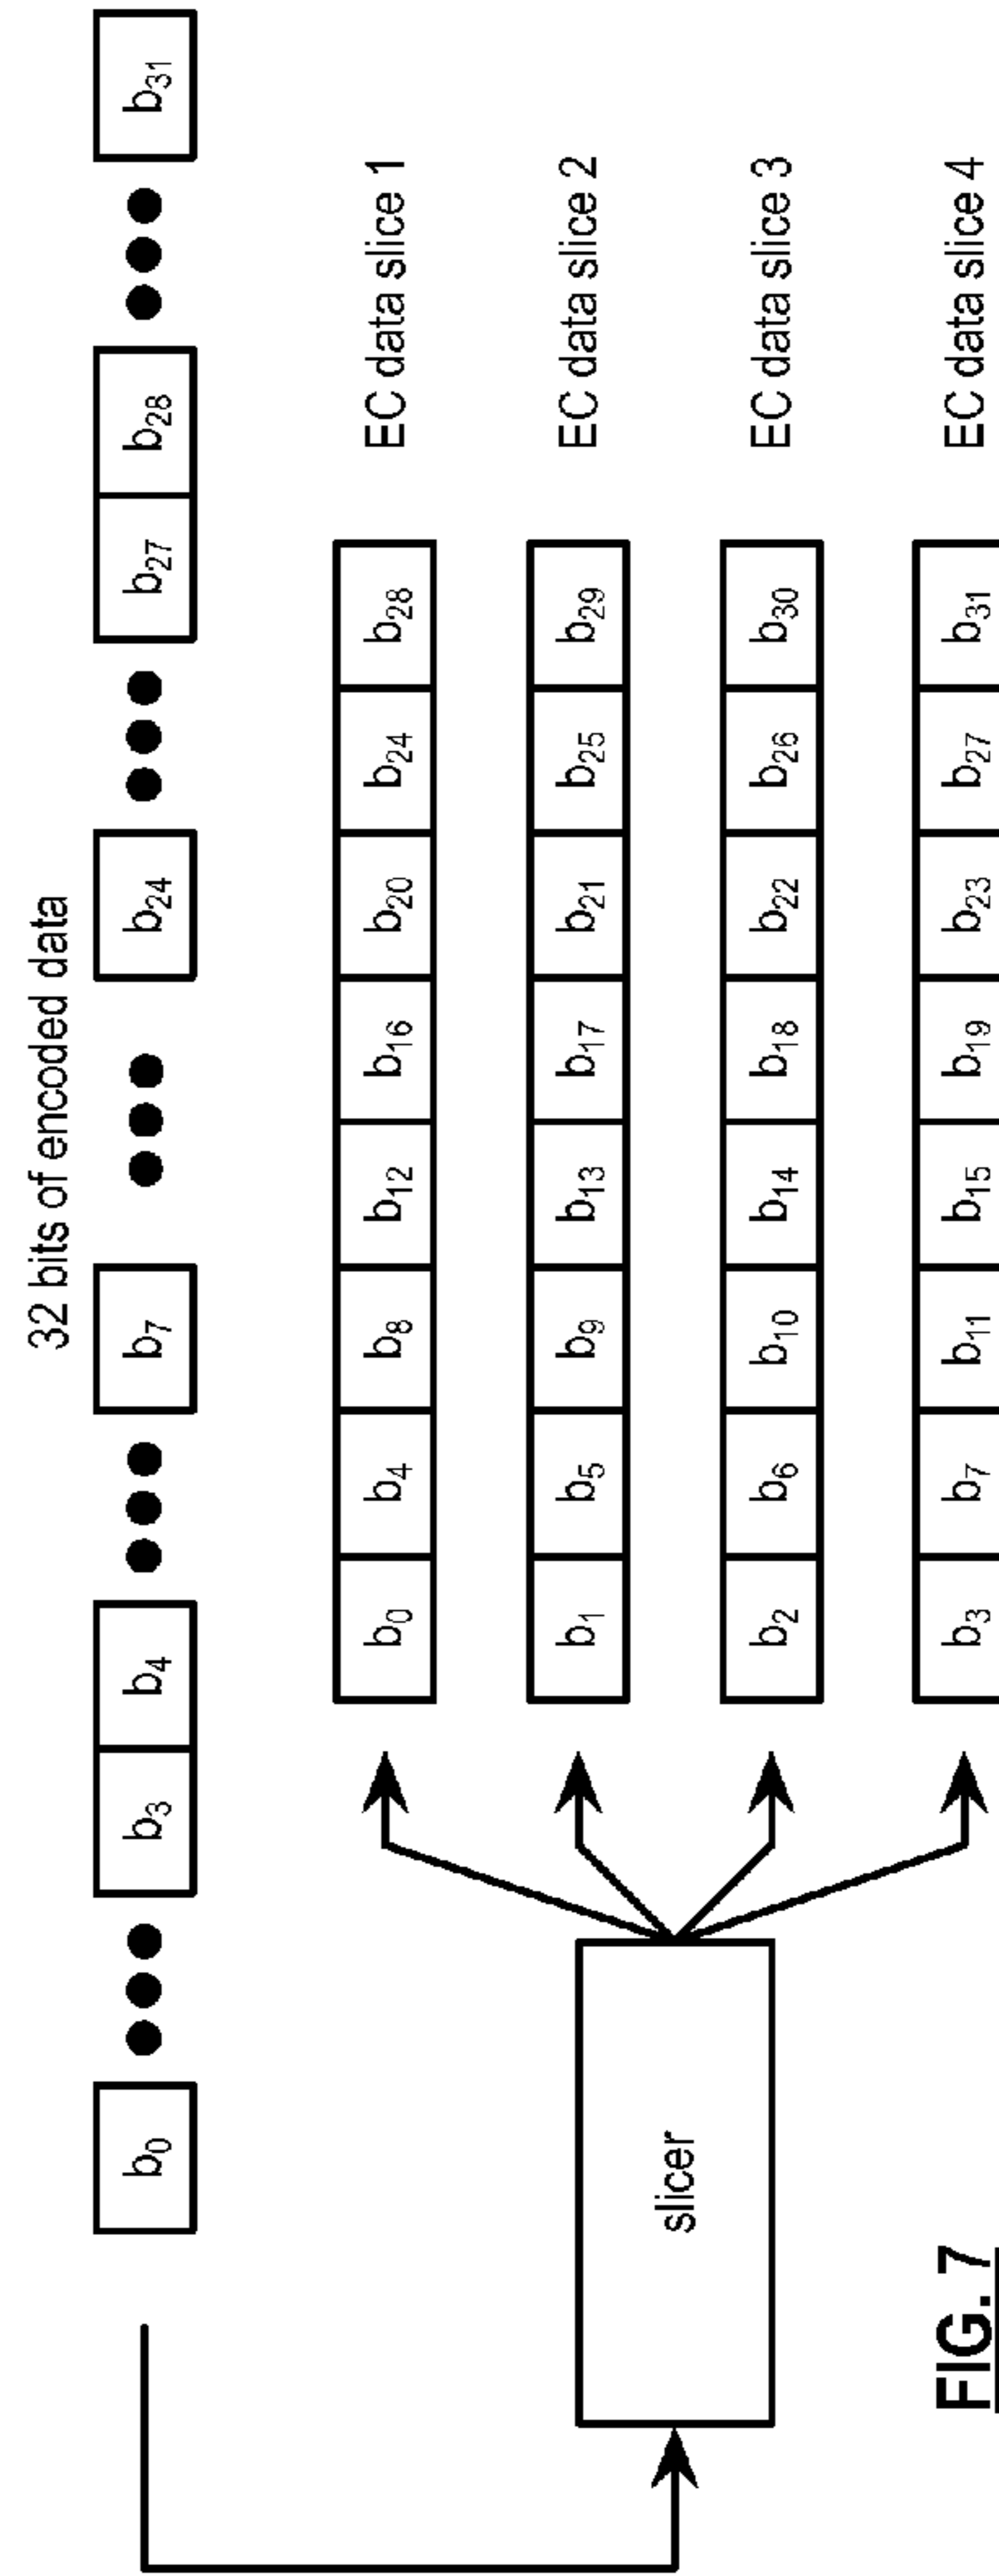 32 bits of encoded data
b0 ••• b3 b4 ••• b7 ••• b24 ••• b27 b28 ••• b31
b0 b4 b8 b12 b16 b20 b24 b28 EC data slice 1
b1 b5 b9 b13 b17 b21 b25 b29 EC data slice 2
slicer
b2 b6 b10 b14 b18 b22 b26 b30 EC data slice 3
b3 b7 b11 b15 b19 b23 b27 b31 EC data slice 4
FIG. 7